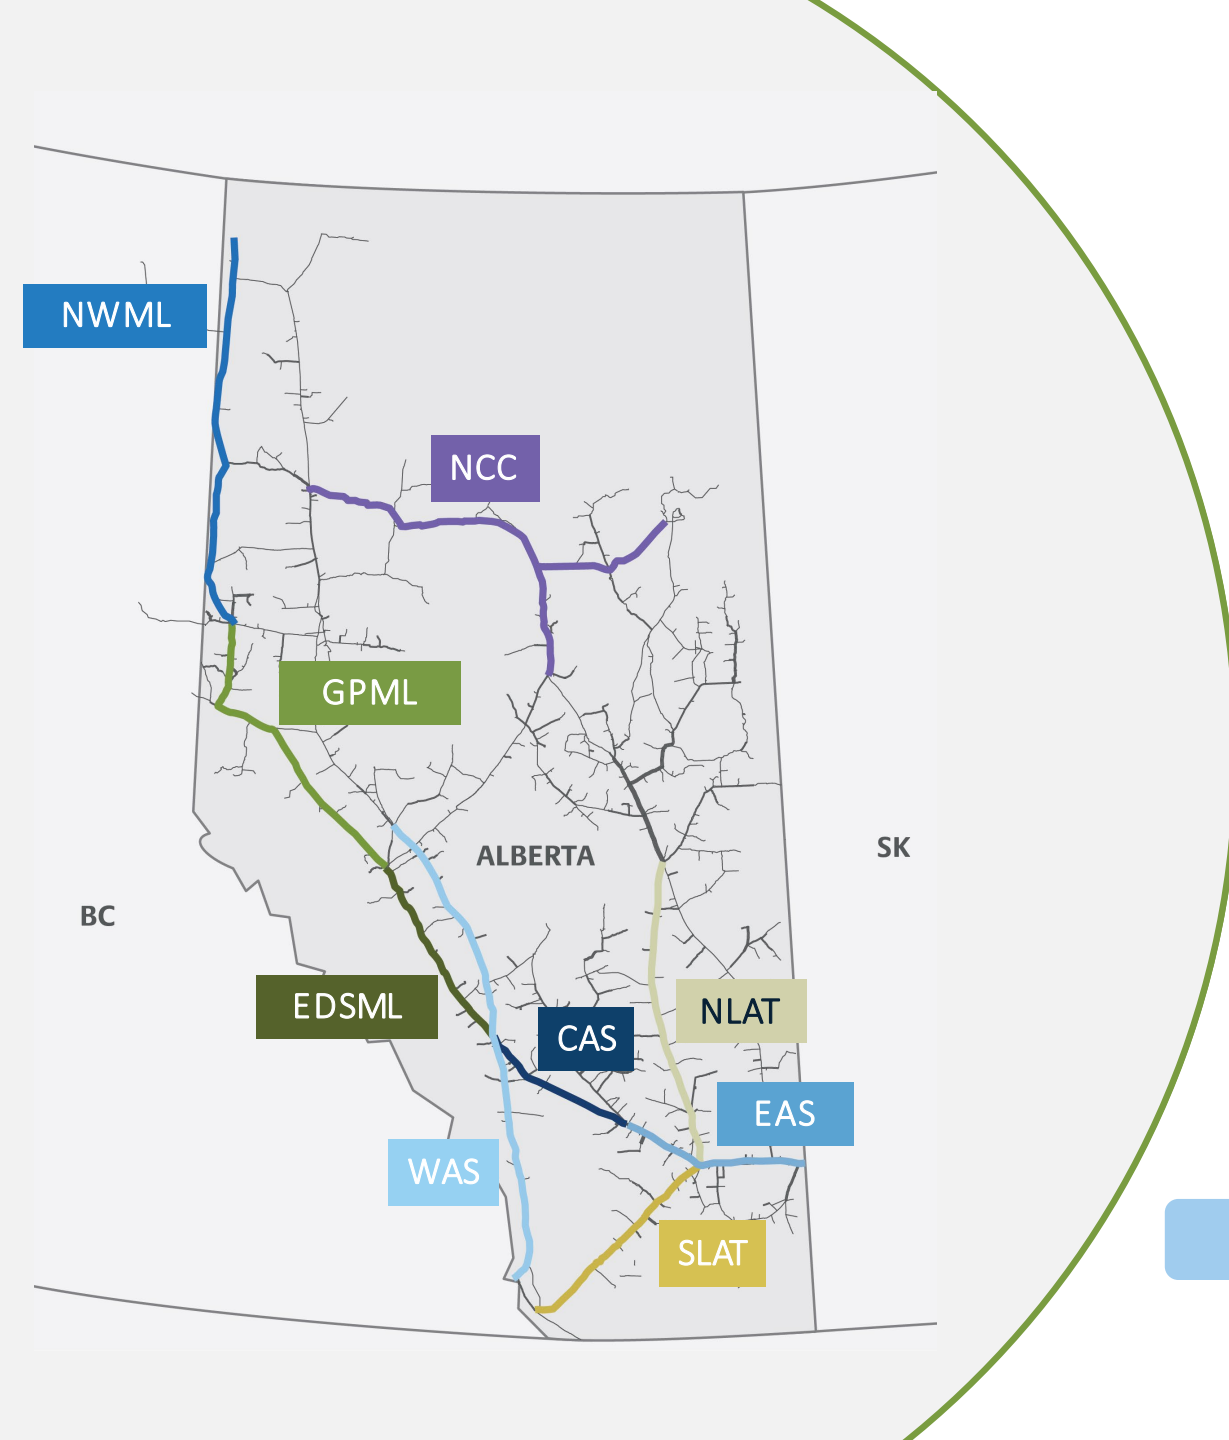 NWML
NCC
GPML
ALBERTA
SK
BC
EDSML
NLAT
CAS
EAS
WAS
SLAT